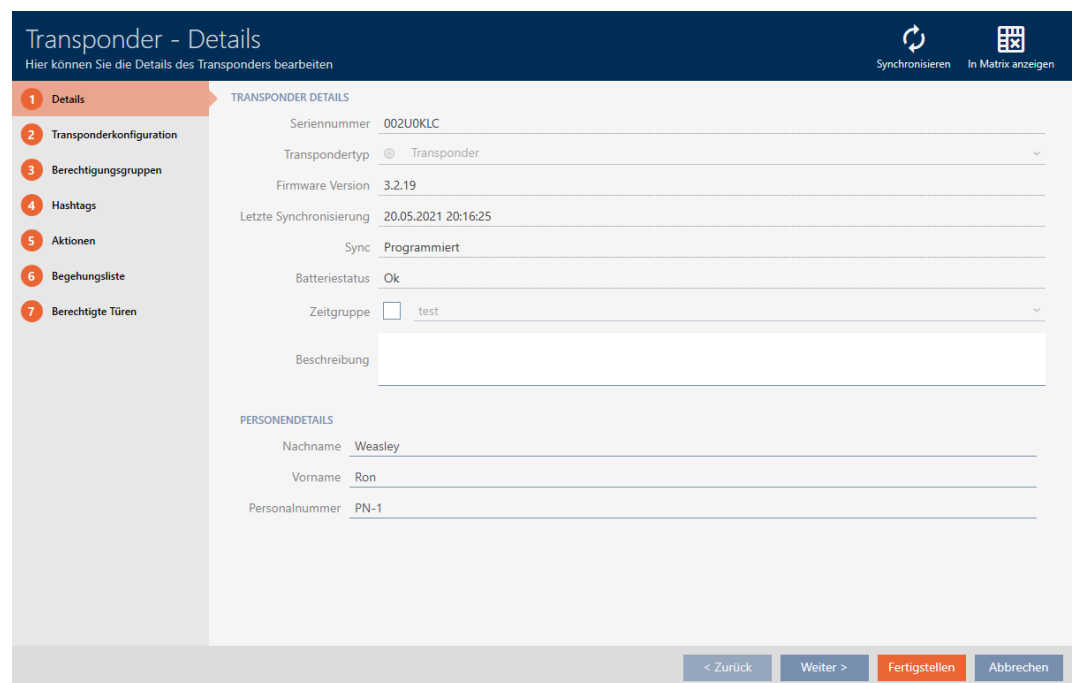 Transponder - Details
Hier können Sie die Details des Transponders bearbeiten
Synchronisieren
In Matrix anzeigen
1 Details
2 Transponderkonfiguration
3 Berechtigungsgruppen
4 Hashtags
5 Aktionen
6 Begehungsliste
7 Berechtigte Türen
TRANSPONDER DETAILS
Seriennummer 002U0KLC
Transpondertyp Transponder
Firmware Version 3.2.19
Letzte Synchronisierung 20.05.2021 20:16:25
Sync Programmiert
Batteriestatus Ok
Zeitgruppe test
Beschreibung
PERSONENDETAILS
Nachname Weasley
Vorname Ron
Personalnummer PN-1
< Zurück Weiter > Fertigstellen Abbrechen